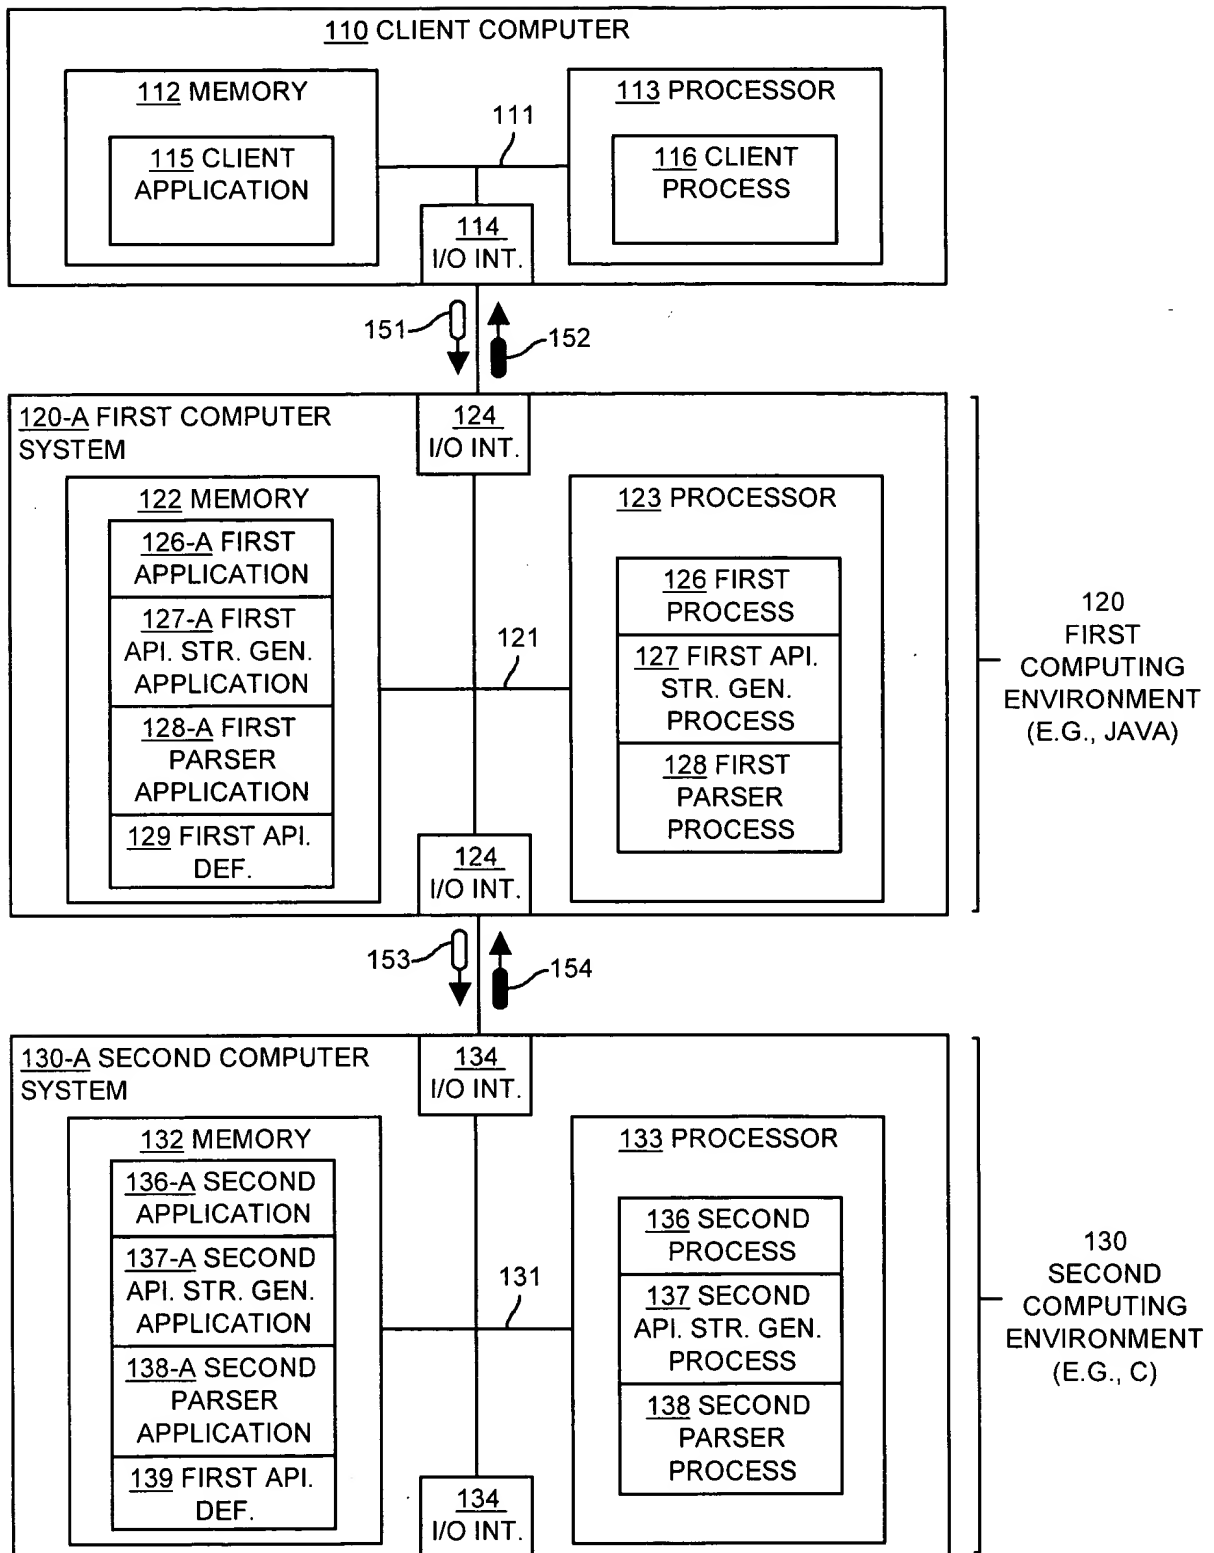 110 CLIENT COMPUTER
112 MEMORY
115 CLIENT
APPLICATION
111
113 PROCESSOR
116 CLIENT
PROCESS
114
I/O INT.
151
152
120-A FIRST COMPUTER
SYSTEM
124
I/O INT.
122 MEMORY
126-A FIRST
APPLICATION
127-A FIRST
API. STR. GEN.
APPLICATION
128-A FIRST
PARSER
APPLICATION
129 FIRST API.
DEF.
121
123 PROCESSOR
126 FIRST
PROCESS
127 FIRST API.
STR. GEN.
PROCESS
128 FIRST
PARSER
PROCESS
124
I/O INT.
120
FIRST
COMPUTING
ENVIRONMENT
(E.G., JAVA)
153
154
130-A SECOND COMPUTER
SYSTEM
134
I/O INT.
132 MEMORY
136-A SECOND
APPLICATION
137-A SECOND
API. STR. GEN.
APPLICATION
138-A SECOND
PARSER
APPLICATION
139 FIRST API.
DEF.
131
133 PROCESSOR
136 SECOND
PROCESS
137 SECOND
API. STR. GEN.
PROCESS
138 SECOND
PARSER
PROCESS
134
I/O INT.
130
SECOND
COMPUTING
ENVIRONMENT
(E.G., C)